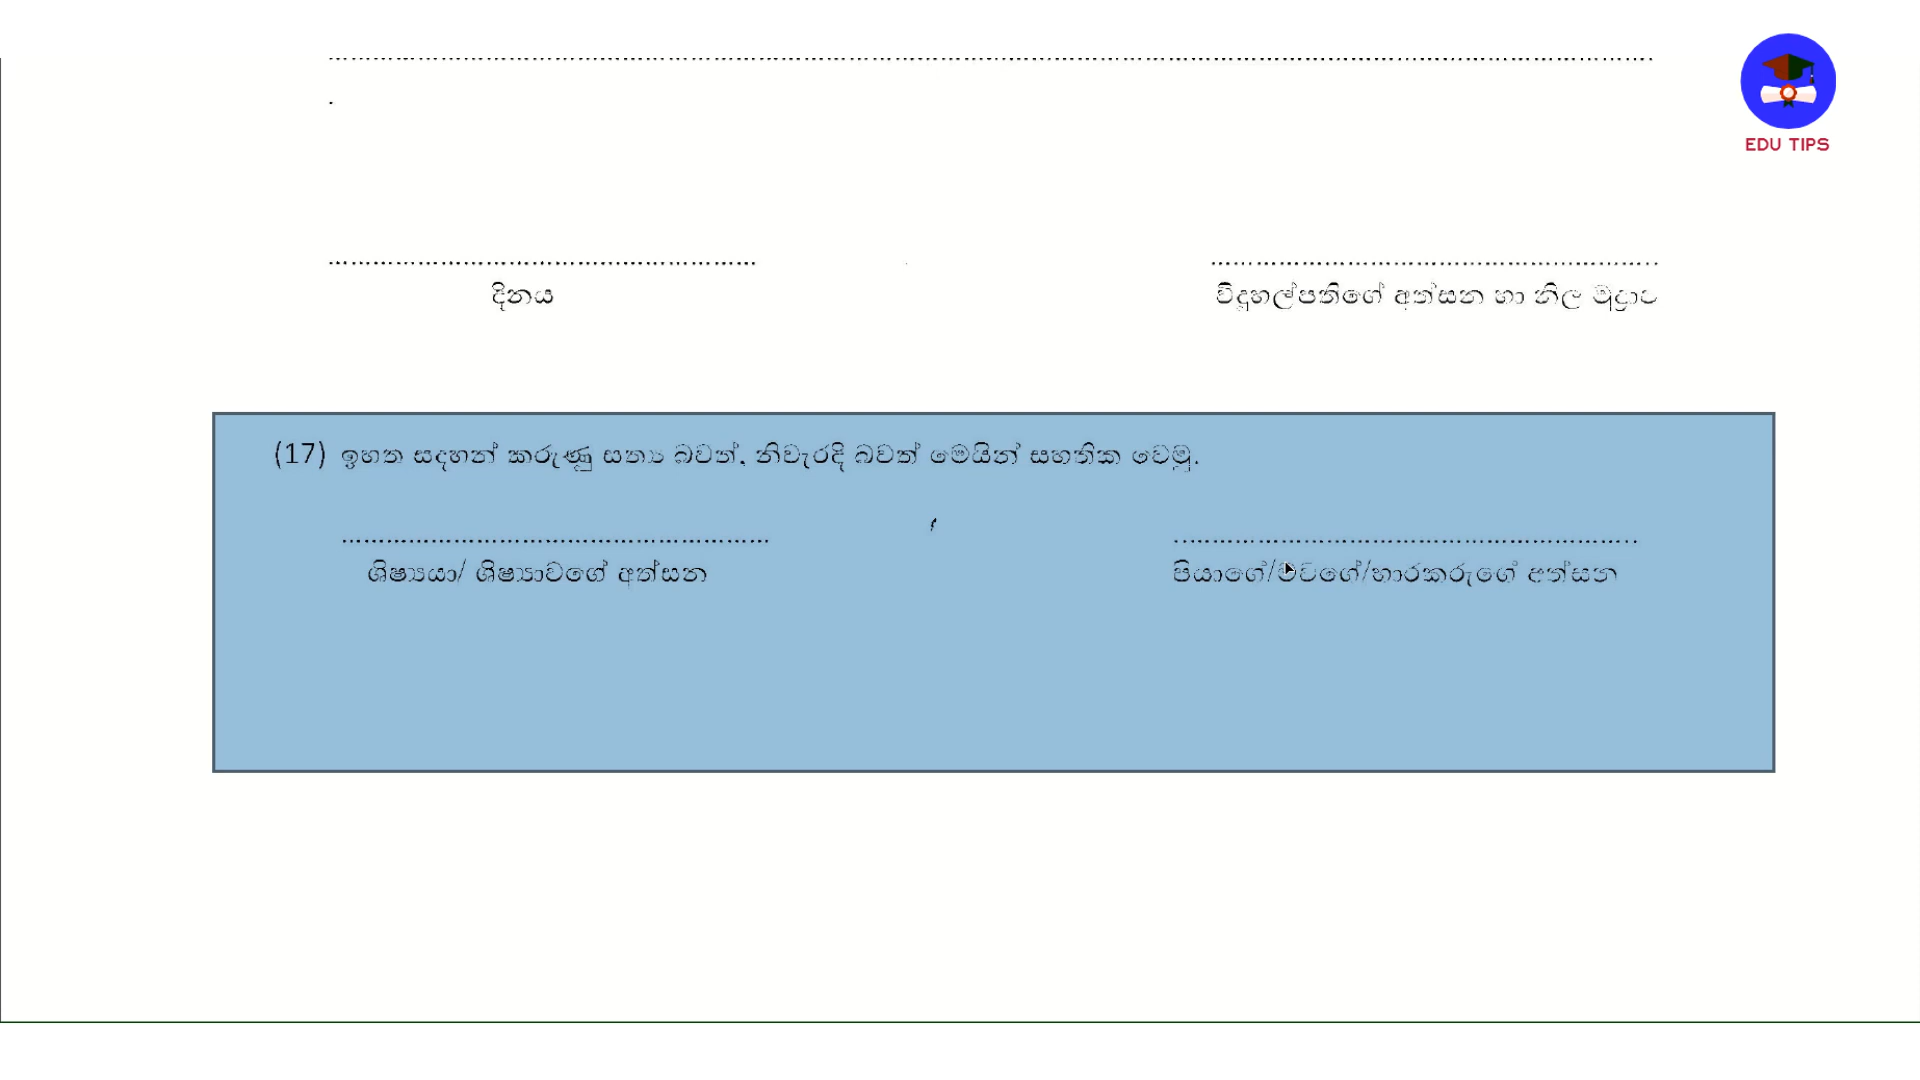 EDU TIPS
දිනය
විදුහල්පතිගේ අත්සන හා නිල මුද්‍රාව
(17) ඉහත සදහන් කරුණු සත්‍ය බවත්, නිවැරදි බවත් මෙයින් සහතික වෙමු.
ශිෂ්‍යයා/ ශිෂ්‍යාවගේ අත්සන
පියාගේ/මවගේ/භාරකරුගේ අත්සන